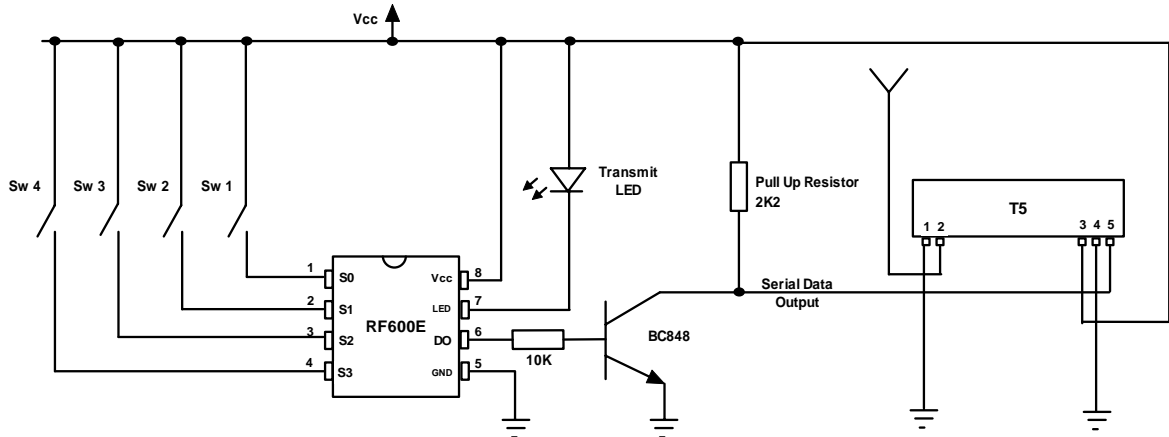 Vcc
Sw 4
Sw 3
Sw 2
Sw 1
Transmit
LED
Pull Up Resistor
2K2
T5
1 2
3 4 5
1
S0
Vcc
8
2
S1
LED
7
RF600E
3
S2
DO
6
4
S3
GND
5
10K
BC848
Serial Data
Output